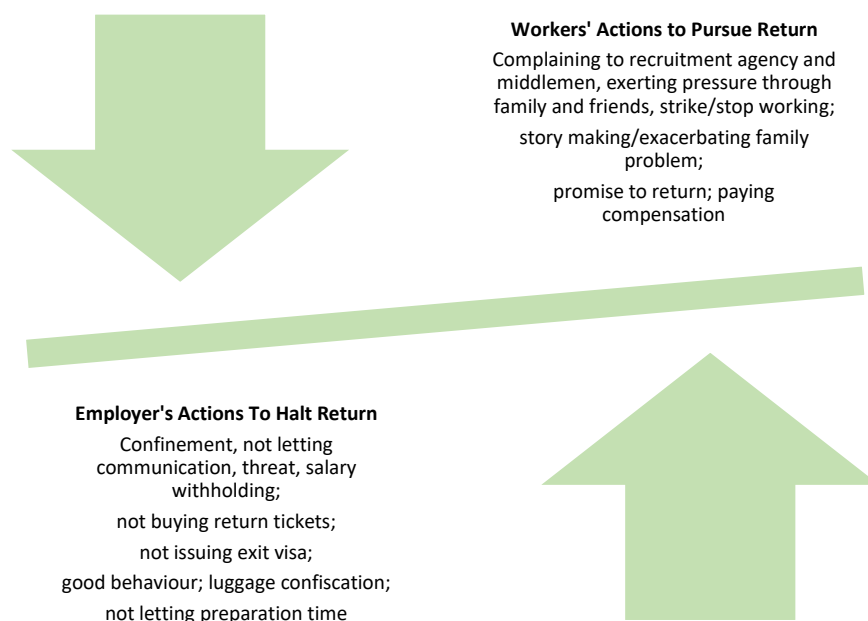 Workers' Actions to Pursue Return
Complaining to recruitment agency and
middlemen, exerting pressure through
family and friends, strike/stop working;
story making/exacerbating family
problem;
promise to return; paying
compensation
Employer's Actions To Halt Return
Confinement, not letting
communication, threat, salary
withholding;
not buying return tickets;
not issuing exit visa;
good behaviour; luggage confiscation;
not letting preparation time